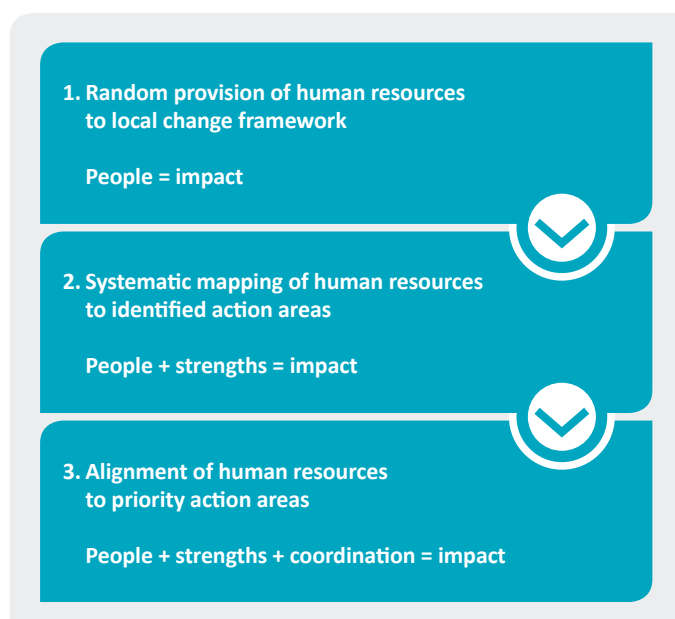 1. Random provision of human resources
to local change framework
People = impact
2. Systematic mapping of human resources
to identified action areas
People + strengths = impact
3. Alignment of human resources
to priority action areas
People + strengths + coordination = impact